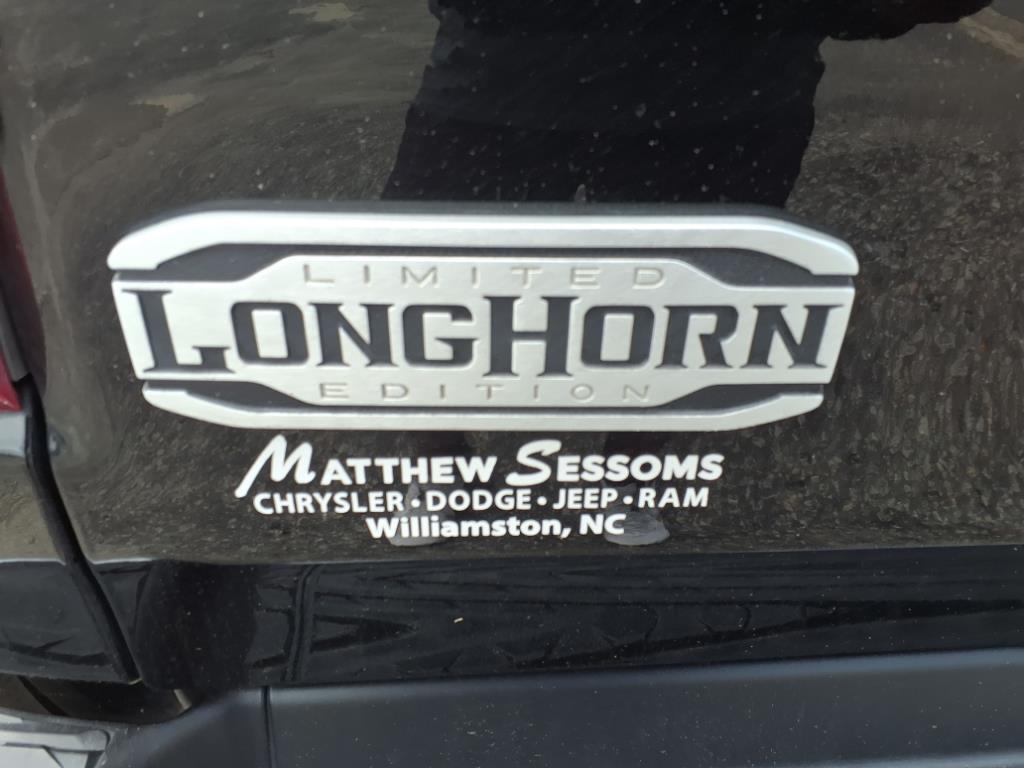 LIMITED
LONGHORN
EDITION
MATTHEW SESSOMS
CHRYSLER • DODGE • JEEP • RAM
Williamston, NC